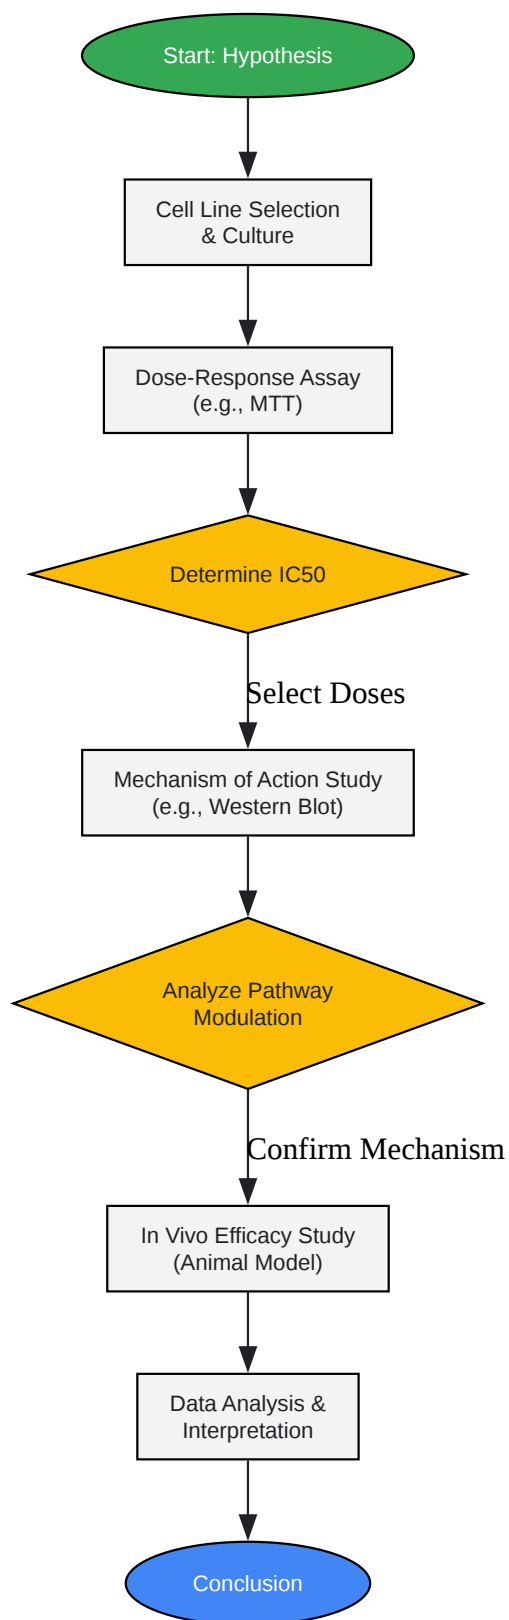 Start: Hypothesis
Cell Line Selection
& Culture
Dose-Response Assay
(e.g., MTT)
Determine IC50
Select Doses
Mechanism of Action Study
(e.g., Western Blot)
Analyze Pathway
Modulation
Confirm Mechanism
In Vivo Efficacy Study
(Animal Model)
Data Analysis &
Interpretation
Conclusion